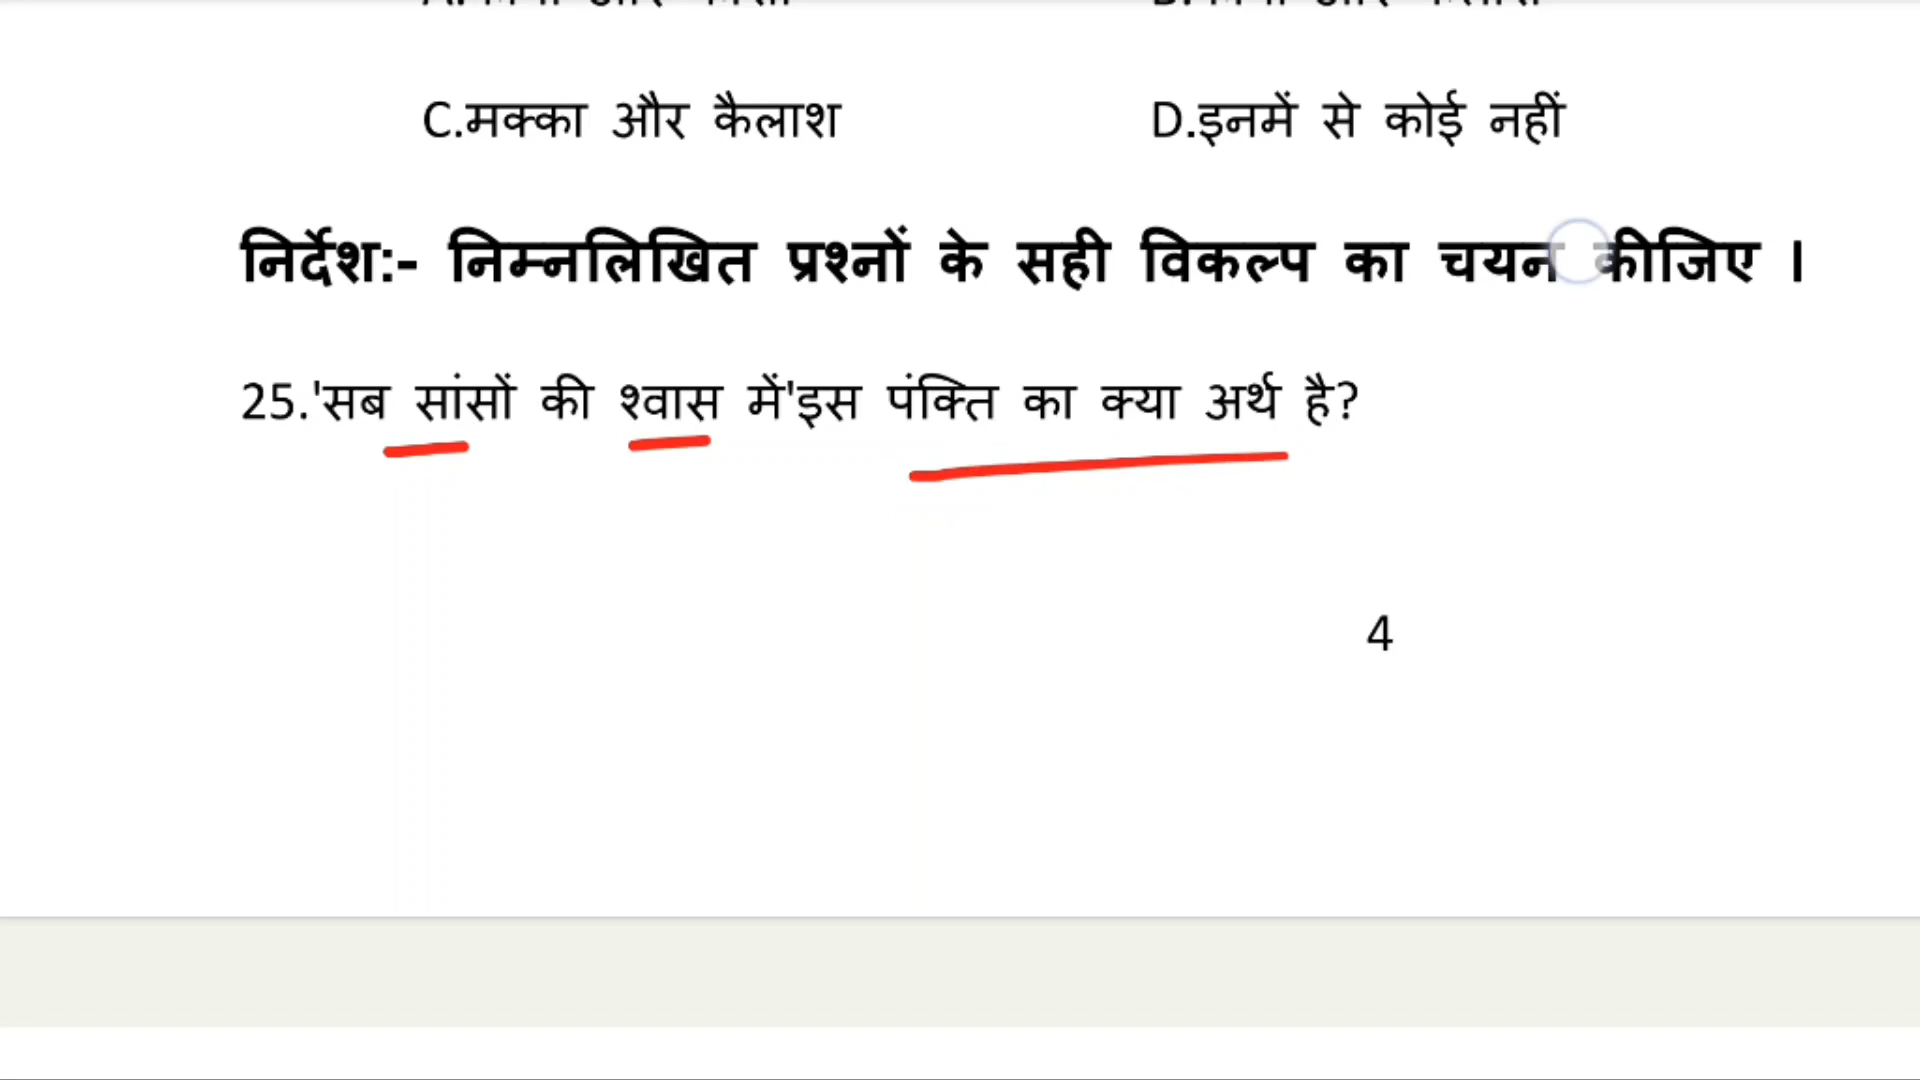 C.मक्का और कैलाश D.इनमें से कोई नहीं
निर्देश:- निम्नलिखित प्रश्नों के सही विकल्प का चयन कीजिए ।
25.'सब सांसों की श्वास में'इस पंक्ति का क्या अर्थ है?
4